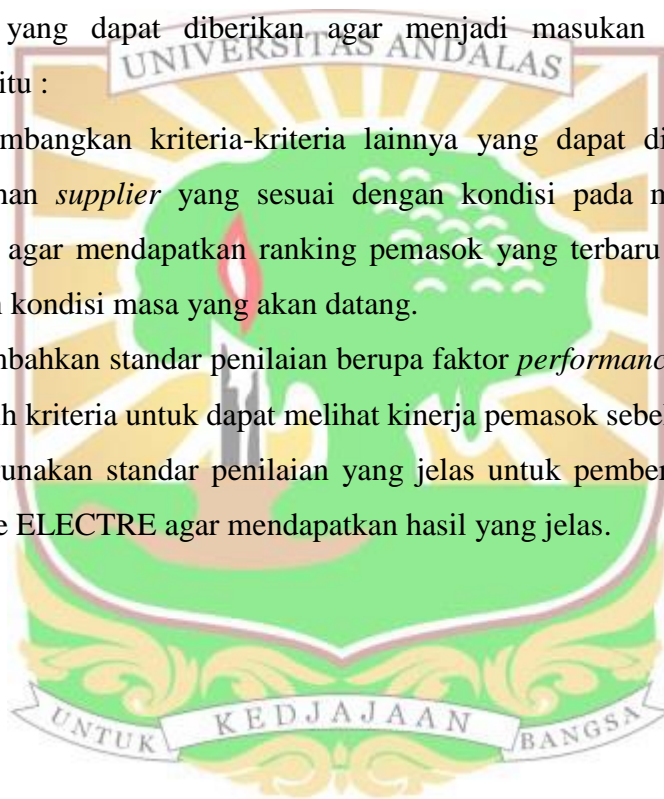 yang dapat diberikan agar menjadi masukan
UNIVERSITAS ANDALAS
itu :
mbangkan kriteria-kriteria lainnya yang dapat di
han supplier yang sesuai dengan kondisi pada
agar mendapatkan ranking pemasok yang terbaru
kondisi masa yang akan datang.
mbahkan standar penilaian berupa faktor performanc
h kriteria untuk dapat melihat kinerja pemasok sebel
unakan standar penilaian yang jelas untuk pember
e ELECTRE agar mendapatkan hasil yang jelas.
UNTUK KEDJAJAAN BANGSA